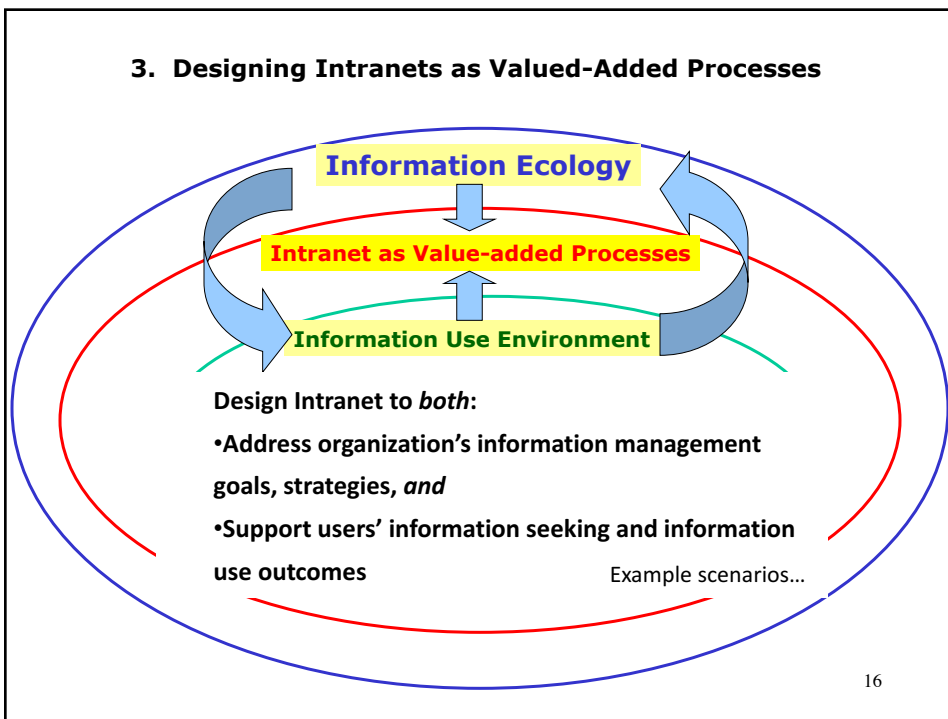 3. Designing Intranets as Valued-Added Processes
Information Ecology
Intranet as Value-added Processes
Information Use Environment
Design Intranet to both:
•Address organization’s information management
goals, strategies, and
•Support users’ information seeking and information
use outcomes
Example scenarios…
16